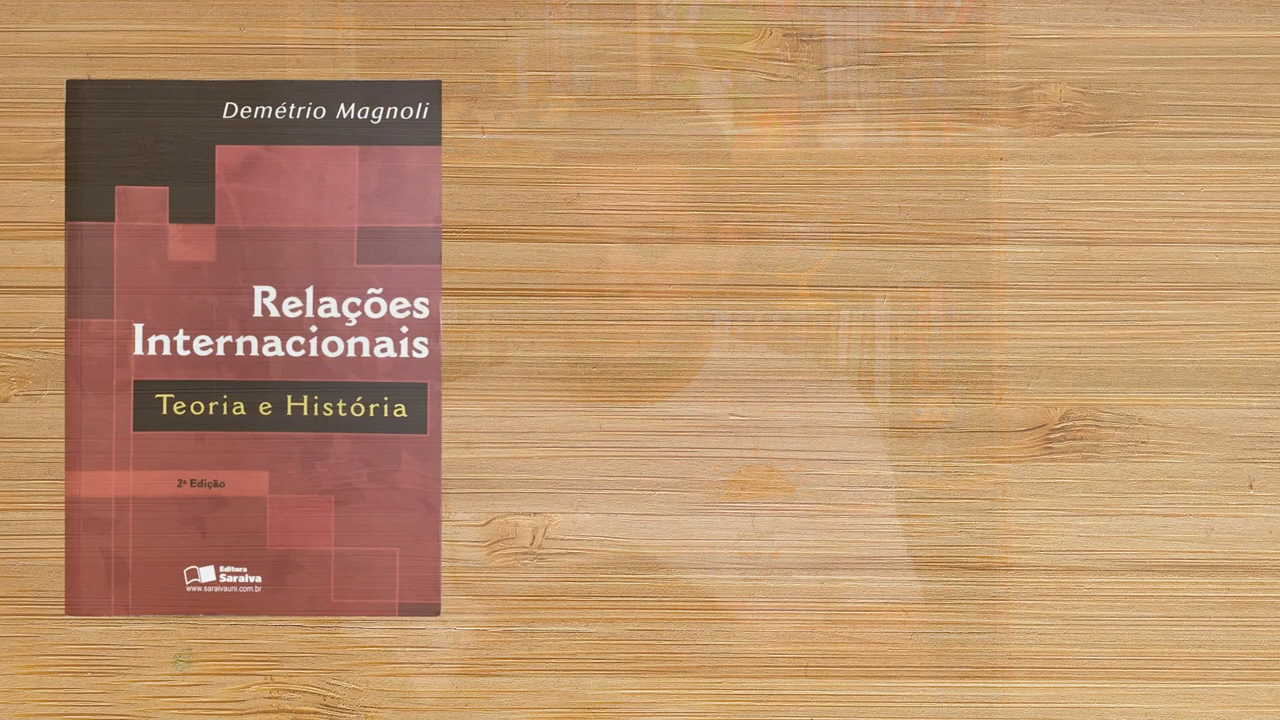 Demétrio Magnoli
Relações
Internacionais
Teoria e História
2ª Edição
Editora
Saraiva
www.saraivauni.com.br